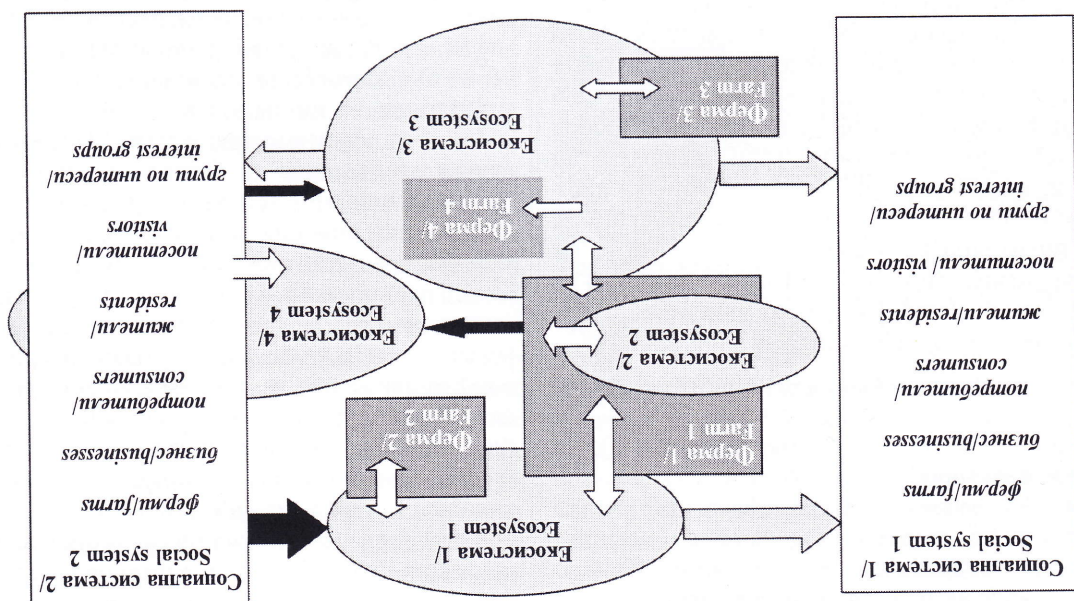 Социална система 1/
Social system 1
ферми/farms
бизнес/businesses
потребители/
consumers
жители/residents
посетители/ visitors
групи по интереси/
interest groups
Екосистема 1/
Ecosystem 1
Ферма 1/
Farm 1
Ферма 2/
Farm 2
Екосистема 2/
Ecosystem 2
Екосистема 4/
Ecosystem 4
Ферма 4/
Farm 4
Екосистема 3/
Ecosystem 3
Ферма 3/
Farm 3
Социална система 2/
Social system 2
ферми/farms
бизнес/businesses
потребители/
consumers
жители/
residents
посетители/
visitors
групи по интереси/
interest groups